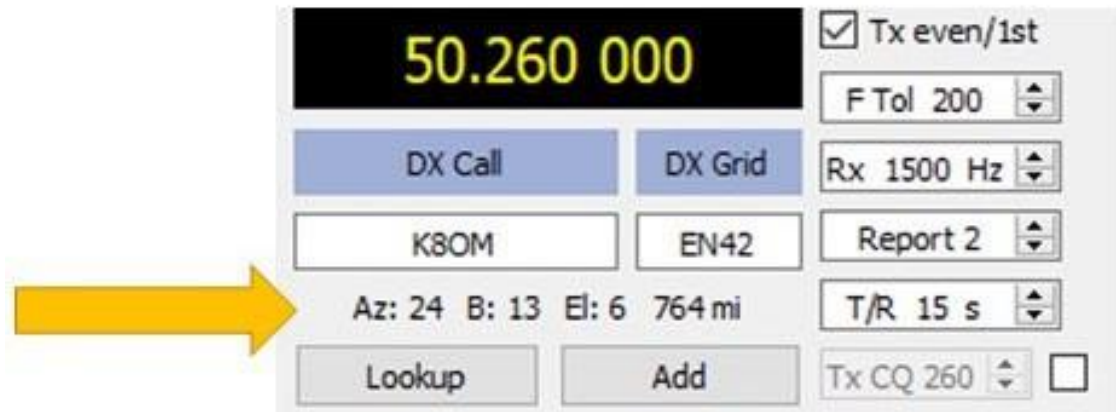 50.260 000
Tx even/1st
F Tol 200
DX Call
DX Grid
Rx 1500 Hz
K8OM
EN42
Report 2
Az: 24 B: 13 El: 6 764 mi
T/R 15 s
Lookup
Add
Tx CQ 260